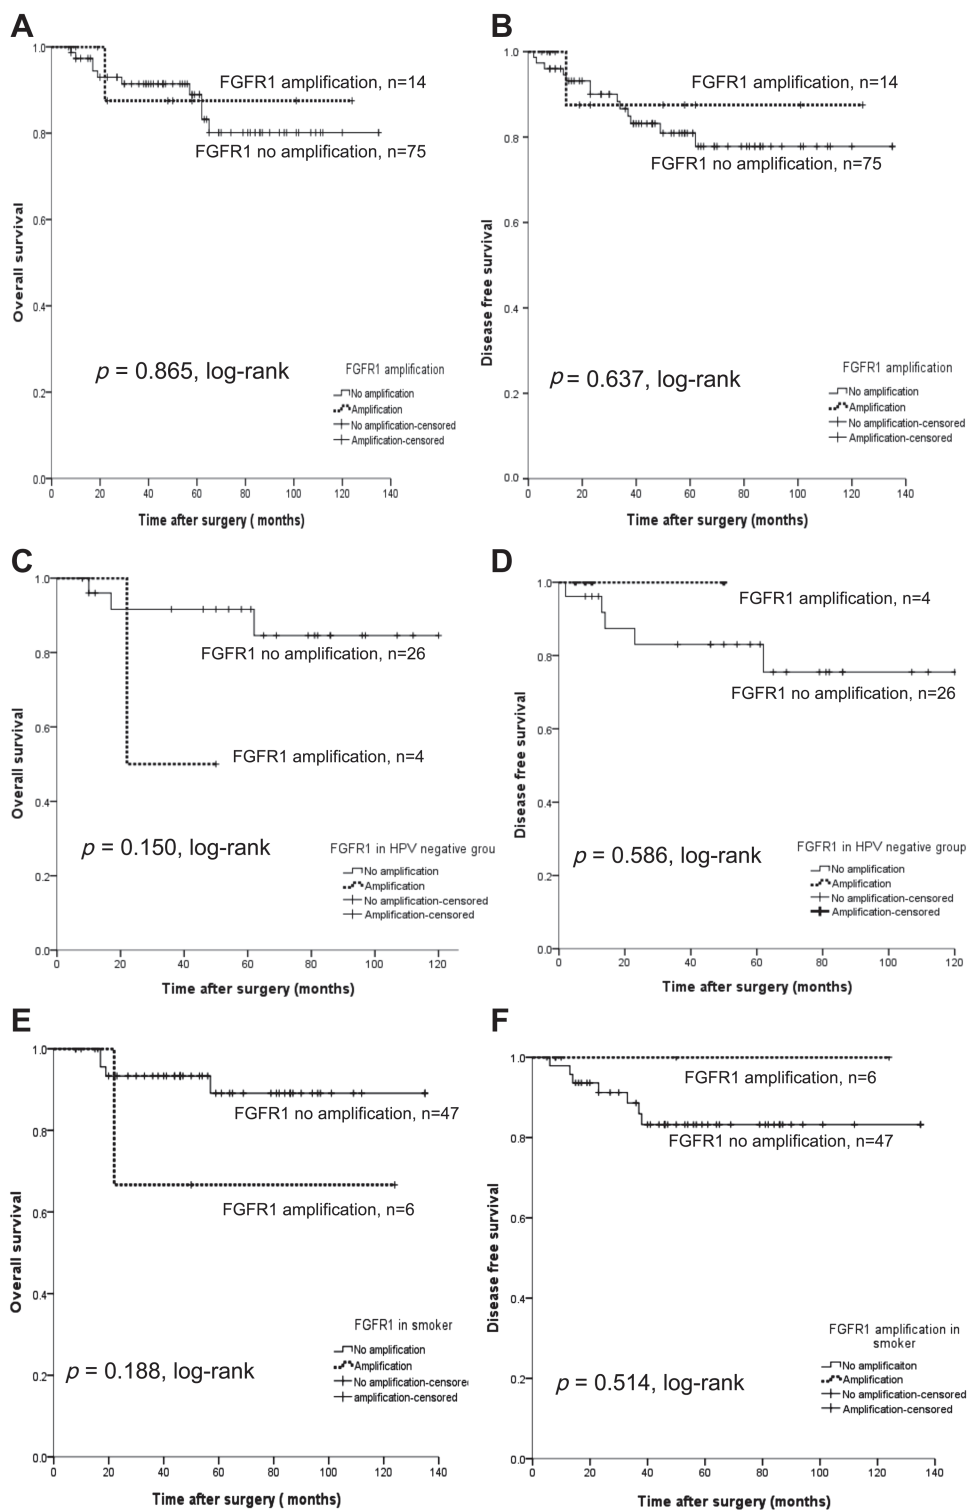 A
Overall survival
1.0
0.8
0.6
0.4
0.2
0.0
FGFR1 amplification, n=14
FGFR1 no amplification, n=75
p = 0.865, log-rank
FGFR1 amplification
No amplification
Amplification
No amplification-censored
Amplification-censored
0 20 40 60 80 100 120 140
Time after surgery ( months)
B
Disease free survival
1.0
0.8
0.6
0.4
0.2
0.0
FGFR1 amplification, n=14
FGFR1 no amplification, n=75
p = 0.637, log-rank
FGFR1 amplification
No amplification
Amplification
No amplification-censored
Amplification-censored
0 20 40 60 80 100 120 140
Time after surgery (months)
C
Overall survival
1.0
0.8
0.6
0.4
0.2
0.0
FGFR1 no amplification, n=26
FGFR1 amplification, n=4
p = 0.150, log-rank
FGFR1 in HPV negative grou
No amplification
Amplification
No amplification-censored
Amplification-censored
0 20 40 60 80 100 120
Time after surgery (months)
D
Disease free survival
1.0
0.8
0.6
0.4
0.2
0.0
FGFR1 amplification, n=4
FGFR1 no amplification, n=26
p = 0.586, log-rank
FGFR1 in HPV negative group
No amplification
Amplification
No amplification-censored
Amplification-censored
0 20 40 60 80 100 120
Time after surgery (months)
E
Overall survival
1.0
0.8
0.6
0.4
0.2
0.0
FGFR1 no amplification, n=47
FGFR1 amplification, n=6
p = 0.188, log-rank
FGFR1 in smoker
No amplification
Amplification
No amplification-censore
amplification-censored
0 20 40 60 80 100 120 140
Time after surgery ( months)
F
Disease free survival
1.0
0.8
0.6
0.4
0.2
0.0
FGFR1 amplification, n=6
FGFR1 no amplification, n=47
p = 0.514, log-rank
FGFR1 amplification in
smoker
No amplificaiton
Amplification
No amplification-censored
Amplification-censored
0 20 40 60 80 100 120 140
Time after surgery (months)